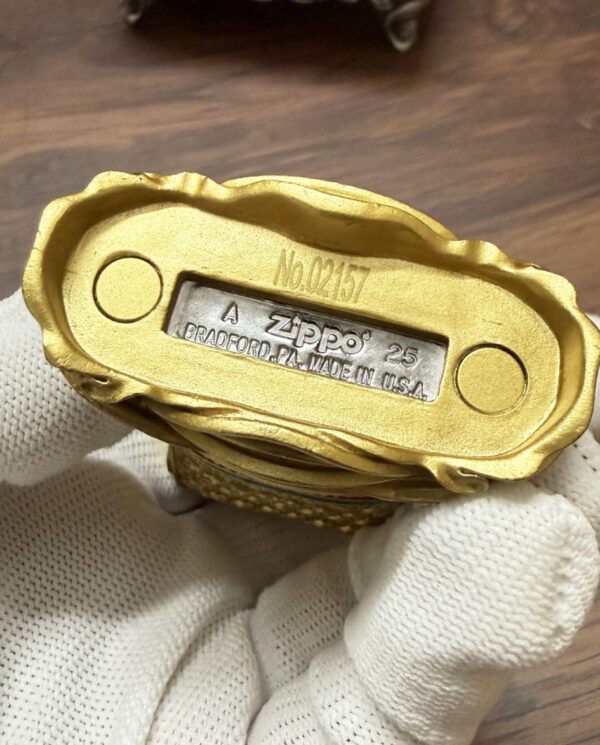 No.02157
A zippo 25
BRADFORD.PA. MADE IN U.S.A.